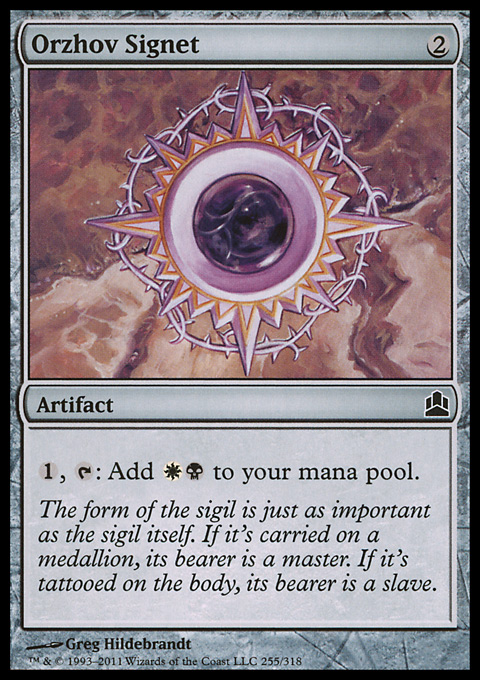 Orzhov Signet 2
Artifact
1, : Add to your mana pool.
The form of the sigil is just as important
as the sigil itself. If it's carried on a
medallion, its bearer is a master. If it's
tattooed on the body, its bearer is a slave.
Greg Hildebrandt
™ & © 1993–2011 Wizards of the Coast LLC 255/318